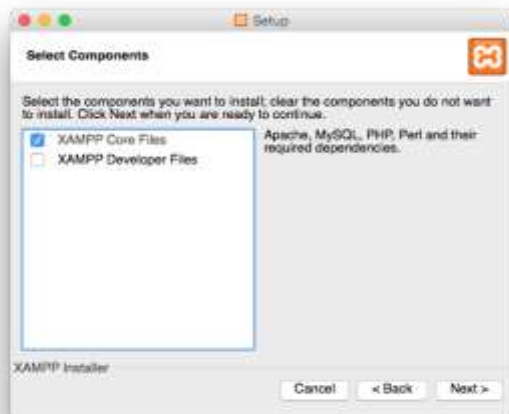 Setup
Select Components
Select the components you want to install; clear the components you do not want
to install. Click Next when you are ready to continue.
XAMPP Core Files
XAMPP Developer Files
Apache, MySQL, PHP, Perl and their
required dependencies.
XAMPP Installer
Cancel
< Back
Next >